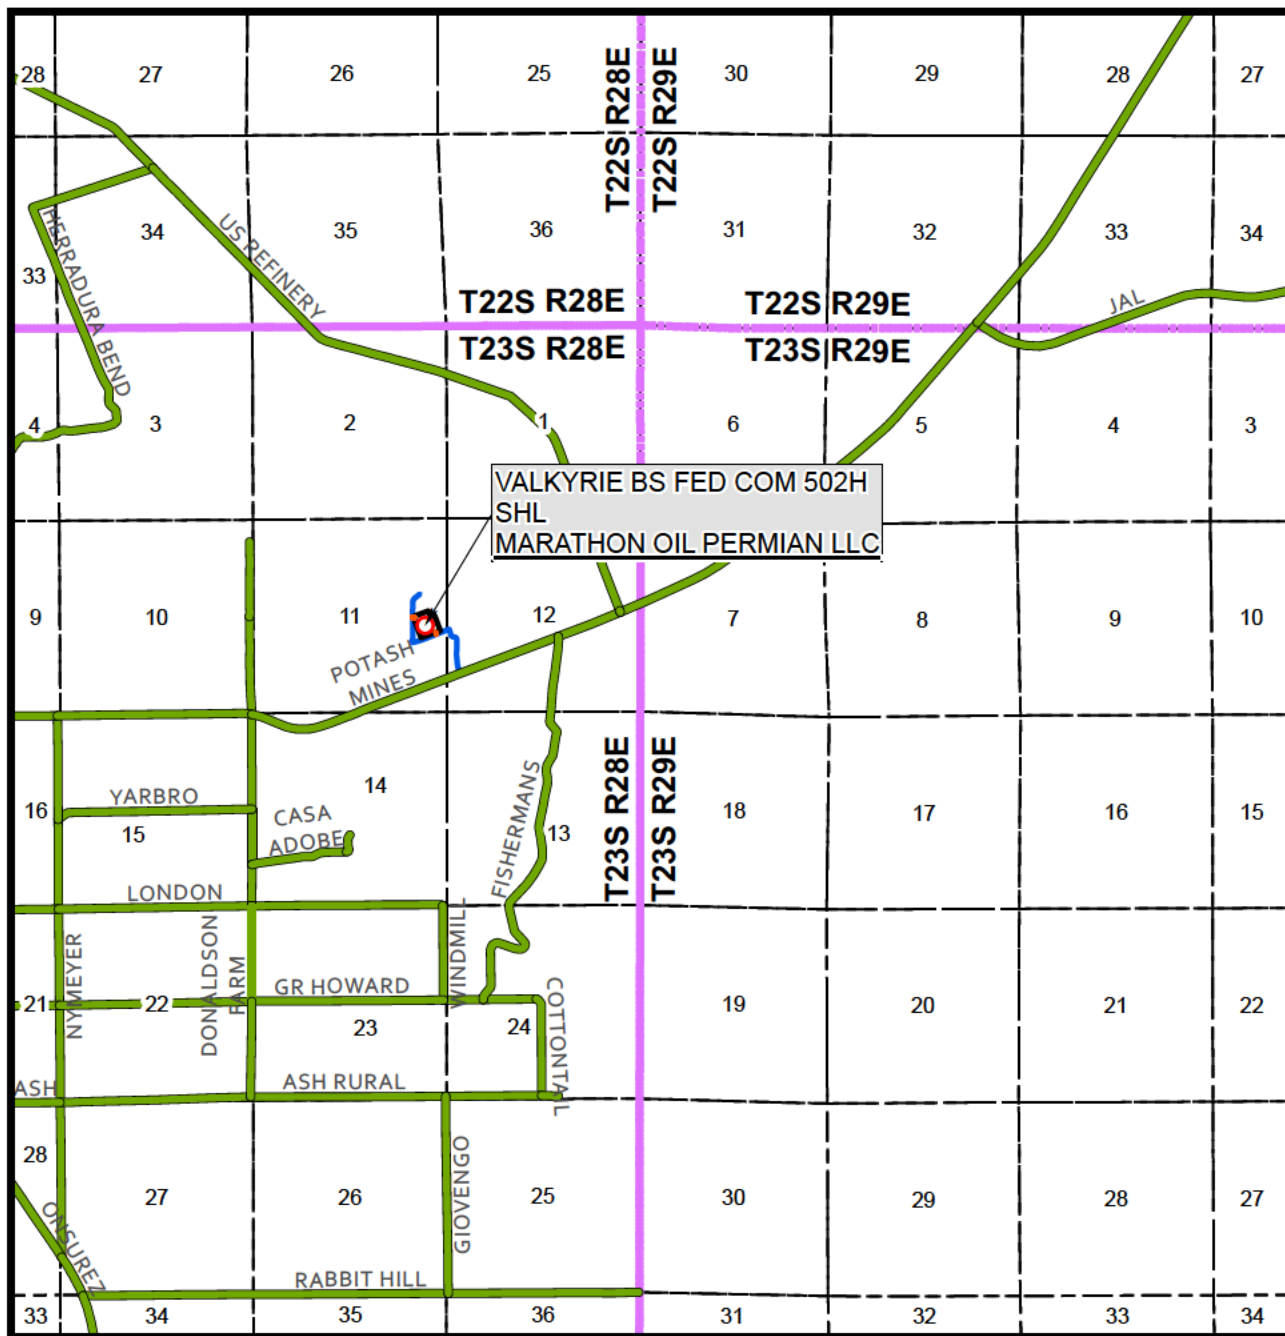 28
27
26
25
30
29
28
27
T22S R28E
T22S R29E
34
35
36
31
32
33
34
33
HERRADURA BEND
US REFINERY
T22S R28E
T22S R29E
JAL
T23S R28E
T23S R29E
4
3
2
1
6
5
4
3
VALKYRIE BS FED COM 502H
SHL
MARATHON OIL PERMIAN LLC
9
10
11
12
7
8
9
10
POTASH
MINES
T23S R28E
T23S R29E
16
YARBRO
15
CASA
ADOBE
14
FISHERMANS
13
18
17
16
15
LONDON
NYMEYER
DONALDSON
FARM
WINDMILL
GR HOWARD
COTTONTAIL
21
22
23
24
19
20
21
22
ASH
ASH RURAL
28
27
26
GIOVENGO
25
30
29
28
27
ONSUREZ
RABBIT HILL
33
34
35
36
31
32
33
34